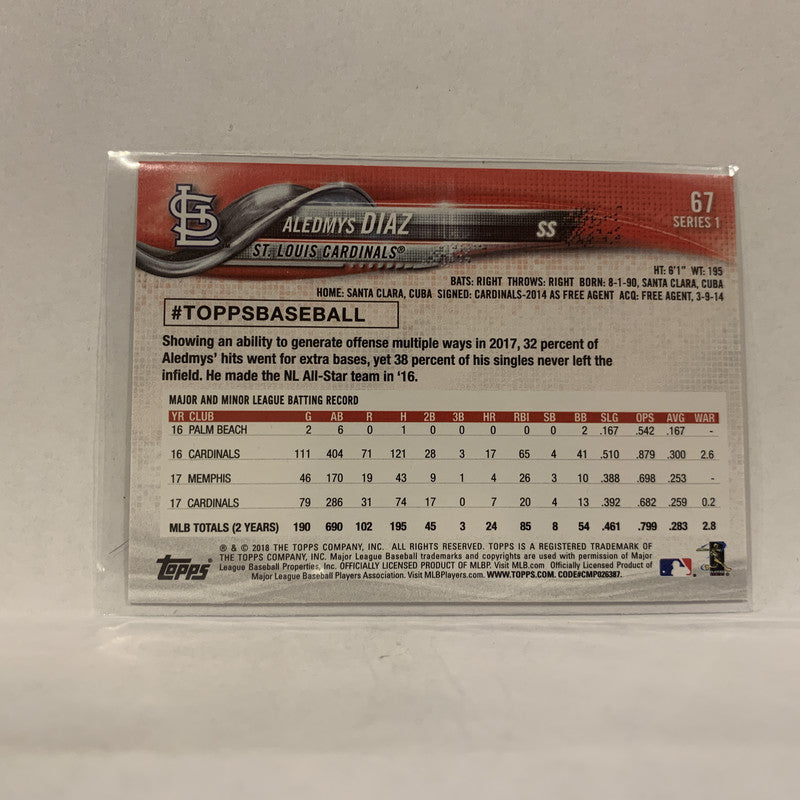 STL
ALEDMYS DIAZ
SS
67
SERIES 1
ST. LOUIS CARDINALS®
HT: 6'1" WT: 195
BATS: RIGHT THROWS: RIGHT BORN: 8-1-90, SANTA CLARA, CUBA
HOME: SANTA CLARA, CUBA SIGNED: CARDINALS-2014 AS FREE AGENT ACQ: FREE AGENT, 3-9-14
#TOPPSBASEBALL
Showing an ability to generate offense multiple ways in 2017, 32 percent of
Aledmys' hits went for extra bases, yet 38 percent of his singles never left the
infield. He made the NL All-Star team in '16.
MAJOR AND MINOR LEAGUE BATTING RECORD
YR CLUB G AB R H 2B 3B HR RBI SB BB SLG OPS AVG WAR
16 PALM BEACH 2 6 0 1 0 0 0 0 0 2 .167 .542 .167 -
16 CARDINALS 111 404 71 121 28 3 17 65 4 41 .510 .879 .300 2.6
17 MEMPHIS 46 170 19 43 9 1 4 26 3 10 .388 .698 .253 -
17 CARDINALS 79 286 31 74 17 0 7 20 4 13 .392 .682 .259 0.2
MLB TOTALS (2 YEARS) 190 690 102 195 45 3 24 85 8 54 .461 .799 .283 2.8
® & © 2018 THE TOPPS COMPANY, INC. ALL RIGHTS RESERVED. TOPPS IS A REGISTERED TRADEMARK OF
THE TOPPS COMPANY, INC. Major League Baseball trademarks and copyrights are used with permission of Major
League Baseball Properties, Inc. OFFICIALLY LICENSED PRODUCT OF MLBP. Visit MLB.com Officially Licensed Product of
Major League Baseball Players Association. Visit MLBPlayers.com. WWW.TOPPS.COM. CODE#CMP026387.
Topps